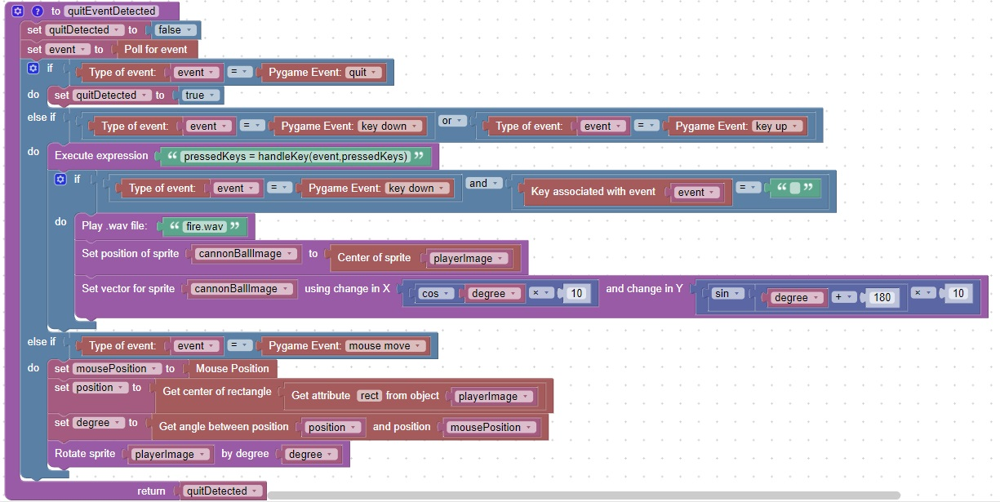 to quitEventDetected
set quitDetected to false
set event to Poll for event
if Type of event: event = Pygame Event: quit
do set quitDetected to true
else if Type of event: event = Pygame Event: key down or Type of event: event = Pygame Event: key up
do Execute expression “ pressedKeys = handleKey(event,pressedKeys) ”
if Type of event: event = Pygame Event: key down and Key associated with event event = “ ”
do Play .wav file: “ fire.wav ”
Set position of sprite cannonBallImage to Center of sprite playerImage
Set vector for sprite cannonBallImage using change in X cos degree × 10 and change in Y sin degree + 180 × 10
else if Type of event: event = Pygame Event: mouse move
do set mousePosition to Mouse Position
set position to Get center of rectangle Get attribute rect from object playerImage
set degree to Get angle between position position and position mousePosition
Rotate sprite playerImage by degree degree
return quitDetected